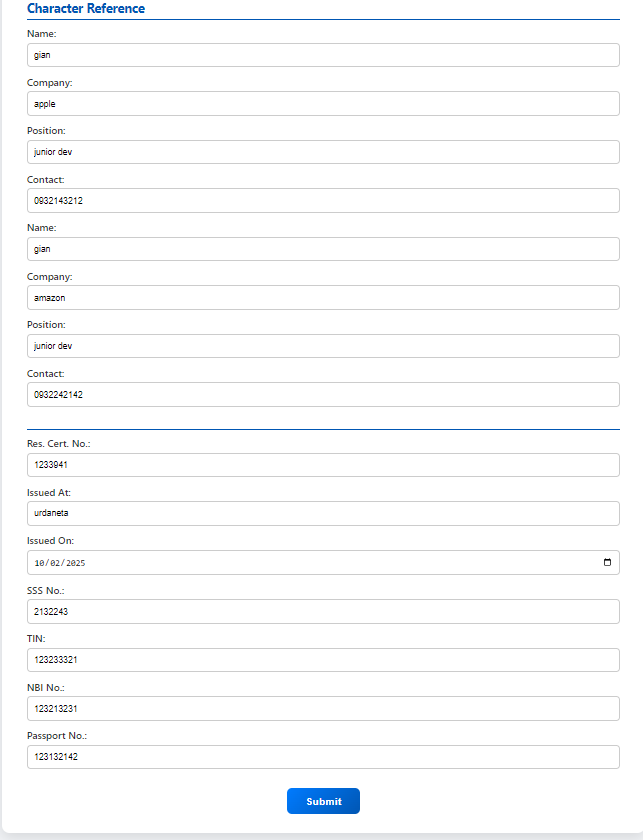 Character Reference
Name:
gian
Company:
apple
Position:
junior dev
Contact:
0932143212
Name:
gian
Company:
amazon
Position:
junior dev
Contact:
0932242142
Res. Cert. No.:
1233941
Issued At:
urdaneta
Issued On:
10/02/2025
SSS No.:
2132243
TIN:
123233321
NBI No.:
123213231
Passport No.:
123132142
Submit